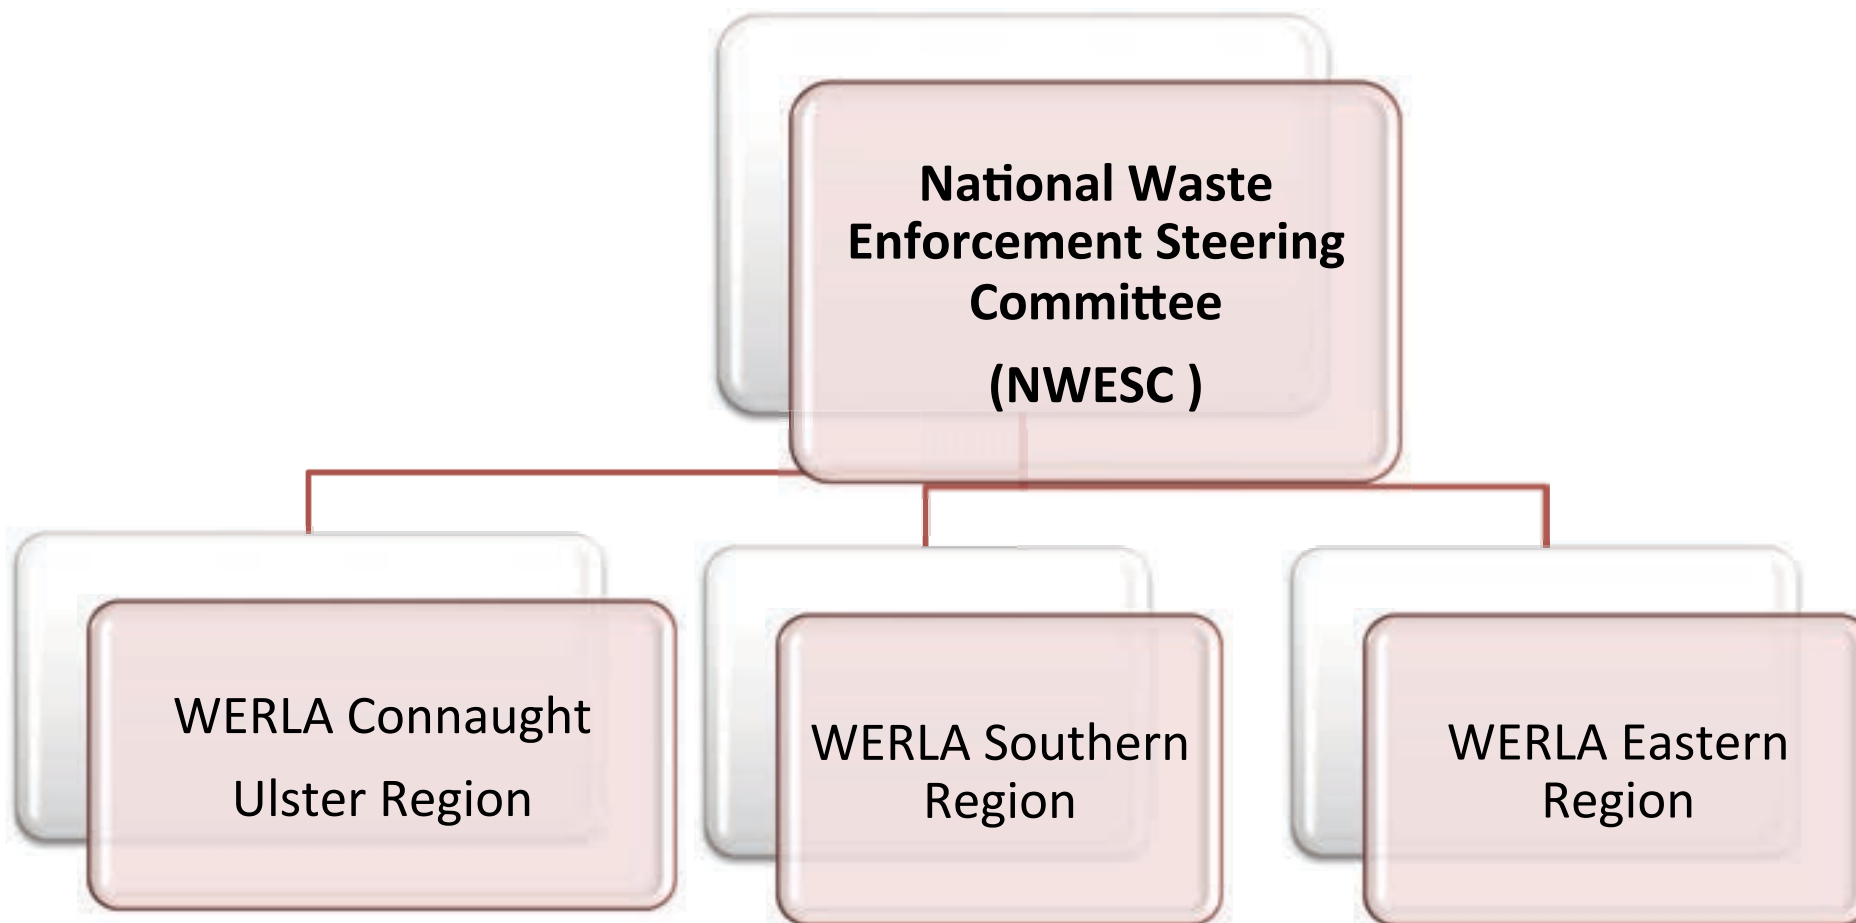 National Waste
Enforcement Steering
Committee
(NWESC )
WERLA Connaught
Ulster Region
WERLA Southern
Region
WERLA Eastern
Region